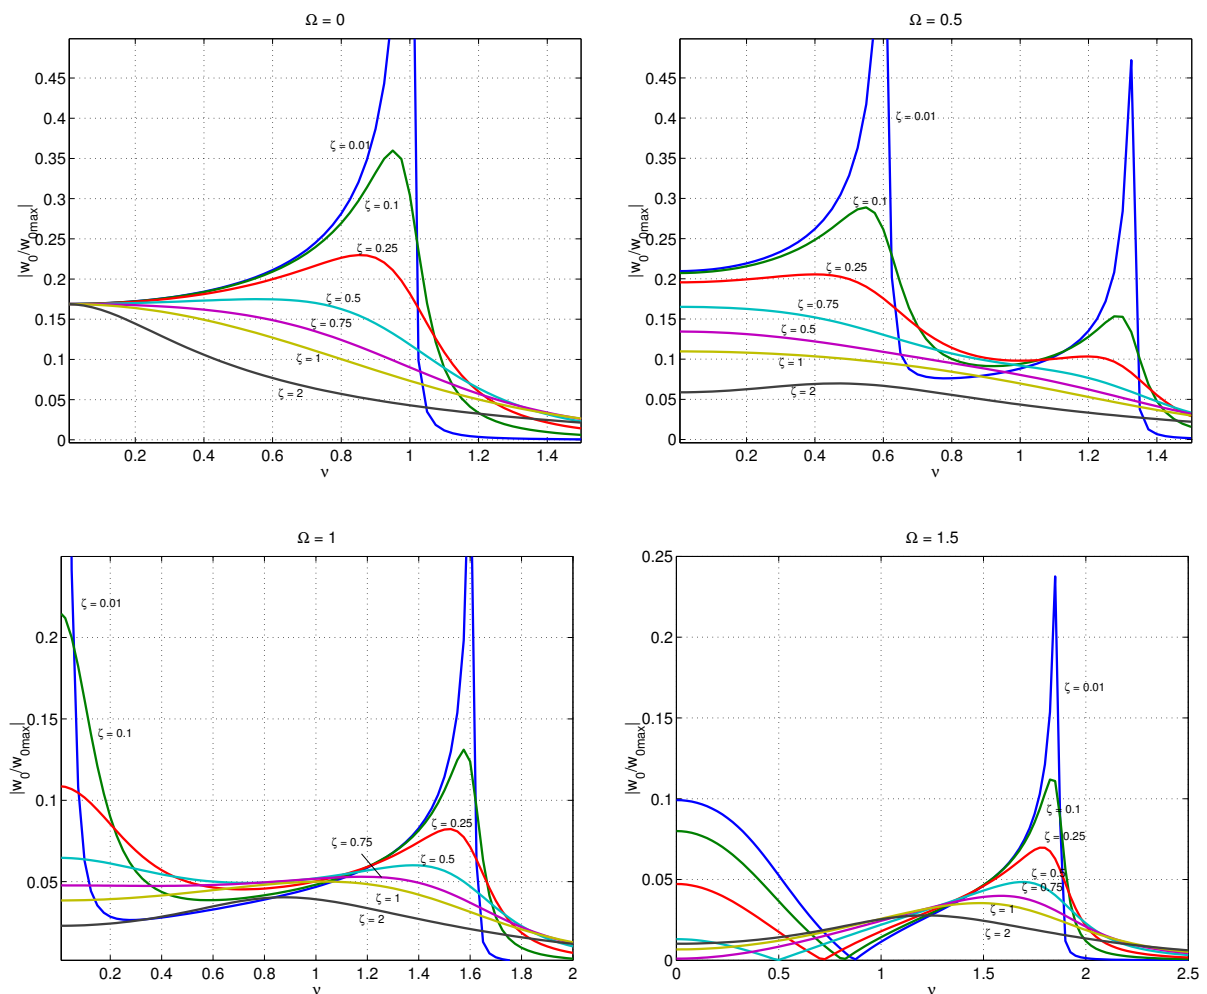 Ω = 0
|w0/w0max|
0.45
0.4
0.35
0.3
0.25
0.2
0.15
0.1
0.05
0
ζ = 0.01
ζ = 0.1
ζ = 0.25
ζ = 0.5
ζ = 0.75
ζ = 1
ζ = 2
0.2 0.4 0.6 0.8 1 1.2 1.4
ν
Ω = 0.5
|w0/w0max|
0.45
0.4
0.35
0.3
0.25
0.2
0.15
0.1
0.05
0
ζ = 0.01
ζ = 0.1
ζ = 0.25
ζ = 0.75
ζ = 0.5
ζ = 1
ζ = 2
0.2 0.4 0.6 0.8 1 1.2 1.4
ν
Ω = 1
|w0/w0max|
0.2
0.15
0.1
0.05
ζ = 0.01
ζ = 0.1
ζ = 0.25
ζ = 0.75
ζ = 0.5
ζ = 1
ζ = 2
0.2 0.4 0.6 0.8 1 1.2 1.4 1.6 1.8 2
ν
Ω = 1.5
|w0/w0max|
0.25
0.2
0.15
0.1
0.05
0
ζ = 0.01
ζ = 0.1
ζ = 0.25
ζ = 0.5
ζ = 0.75
ζ = 1
ζ = 2
0 0.5 1 1.5 2 2.5
ν